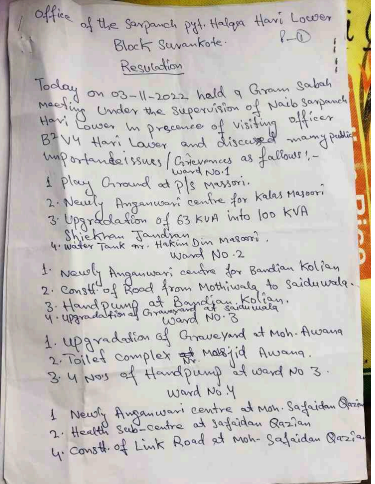 Office of the Sarpanch pyt. Halqa Hari Lower
Block Surankote.
P-①
Resulation
Today on 03-11-2022 held a Gram Sabah
meeting under the supervision of Naib Sarpanch
Hari Lower in presence of visiting officer
B2V4 Hari Lower and discused many public
importande issues / Grievences as fallows:-
Ward No. 1
1 Play Ground at P/S Massori.
2. Newly Anganwari centre for Kalas Masoori
3. Upgradation of 63 KVA into 100 KVA
Shiekhan Jandran
4. Water Tank nr. Hakim Din Masoori.
Ward No. 2
1. Newly Anganwari centre for Bandian Kolian
2. Constt of Road from Mothiwala to Saiduwala.
3. Handpump at Bandian Kolian.
4. upgradation of Graveyard at Saiduwala
Ward No. 3
1. Upgradation of Graveyard at Moh- Awana
2. Toilet complex Nr. Masjid Awana.
3. 4 Nos of Handpump at Ward No 3.
Ward No. 4
1 Newly Anganwari centre at Moh. Safaidan Qazian
2. Health Sub-centre at Safaidan Qazian
4. Constt. of Link Road at Moh- Safaidan Qazian